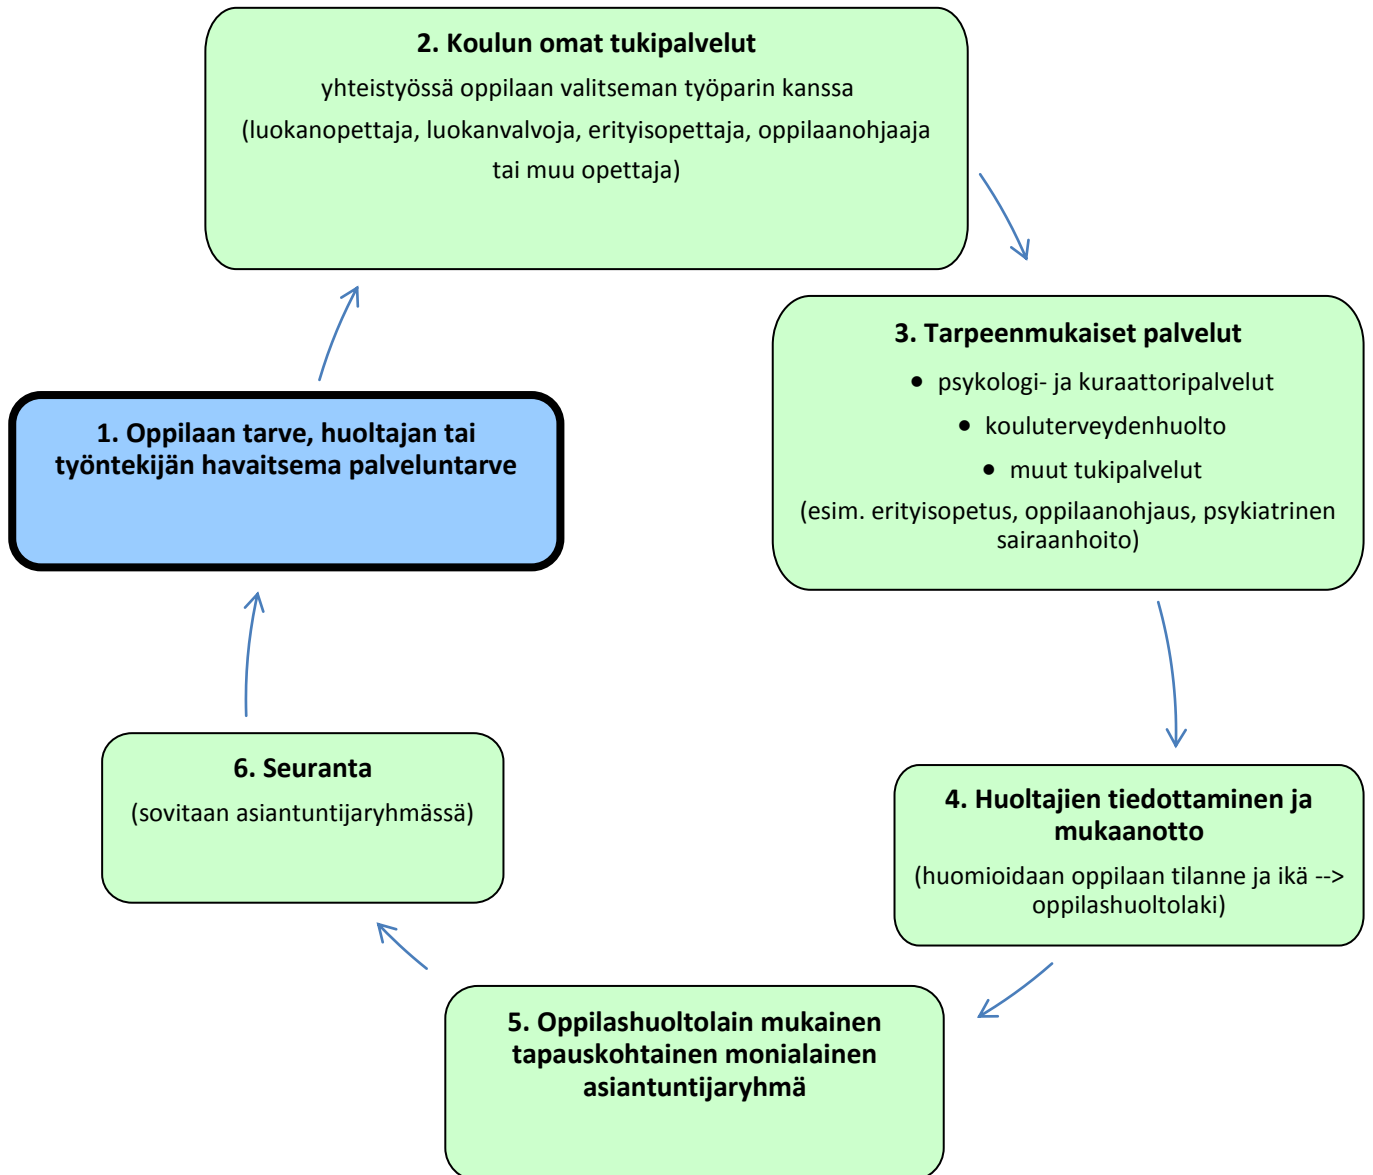 2. Koulun omat tukipalvelut
yhteistyössä oppilaan valitseman työparin kanssa
(luokanopettaja, luokanvalvoja, erityisopettaja, oppilaanohjaaja
tai muu opettaja)
3. Tarpeenmukaiset palvelut
• psykologi- ja kuraattoripalvelut
• kouluterveydenhuolto
• muut tukipalvelut
(esim. erityisopetus, oppilaanohjaus, psykiatrinen
sairaanhoito)
1. Oppilaan tarve, huoltajan tai
työntekijän havaitsema palveluntarve
6. Seuranta
(sovitaan asiantuntijaryhmässä)
4. Huoltajien tiedottaminen ja
mukaanotto
(huomioidaan oppilaan tilanne ja ikä -->
oppilashuoltolaki)
5. Oppilashuoltolain mukainen
tapauskohtainen monialainen
asiantuntijaryhmä